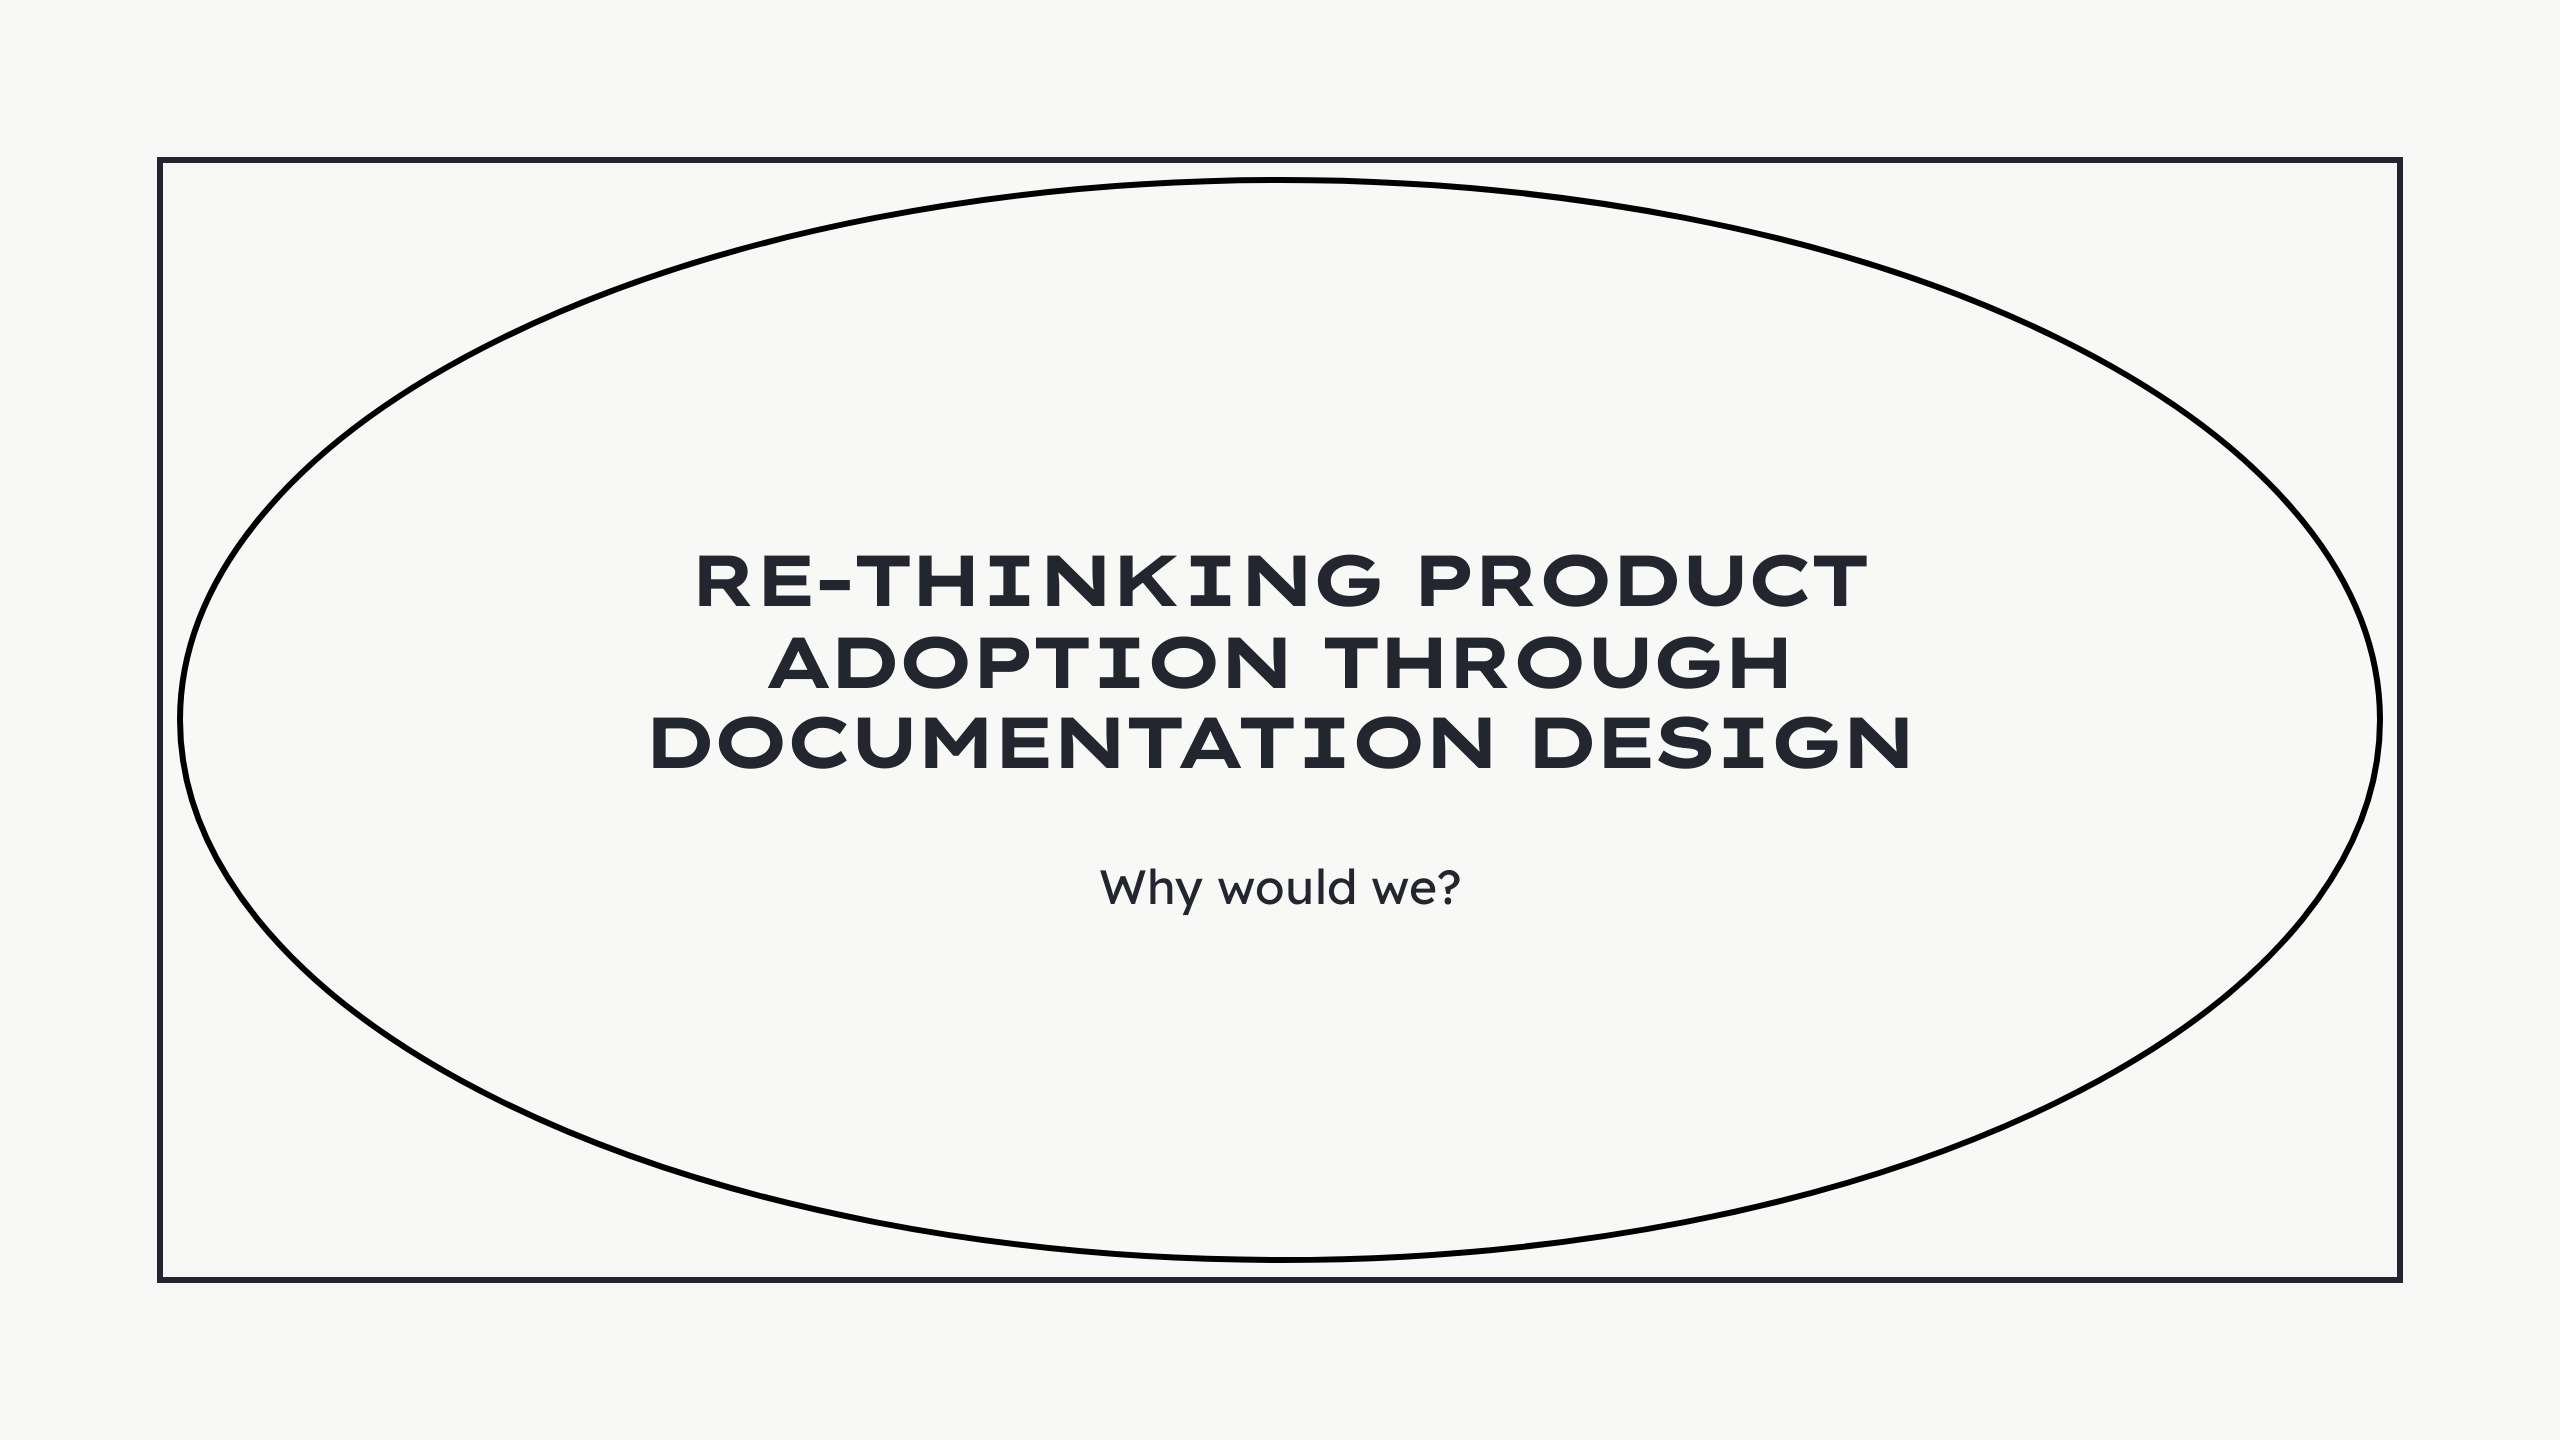 RE-THINKING PRODUCT
ADOPTION THROUGH
DOCUMENTATION DESIGN
Why would we?